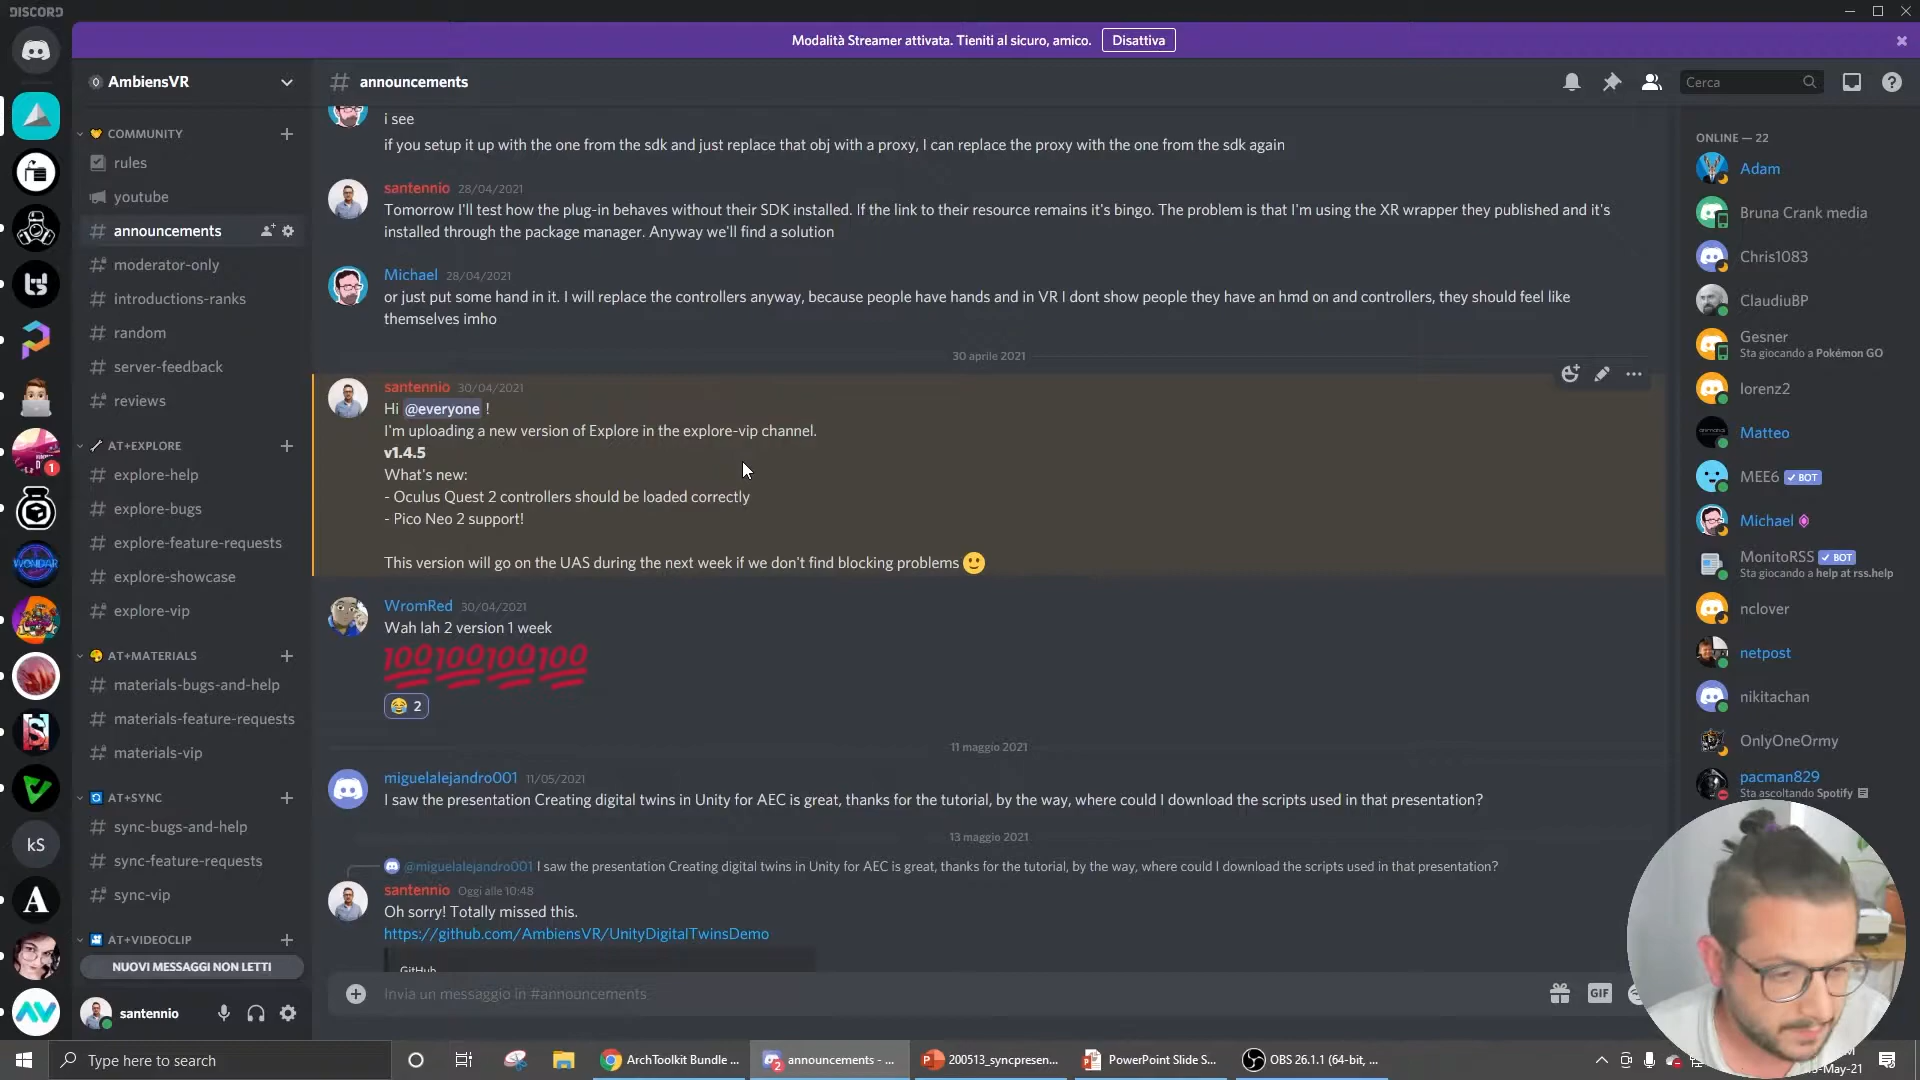 DISCORD
Modalità Streamer attivata. Tieniti al sicuro, amico.
Disattiva
AmbiensVR
announcements
Cerca
COMMUNITY
rules
youtube
announcements
moderator-only
introductions-ranks
random
server-feedback
reviews
AT+EXPLORE
explore-help
explore-bugs
explore-feature-requests
explore-showcase
explore-vip
AT+MATERIALS
materials-bugs-and-help
materials-feature-requests
materials-vip
AT+SYNC
sync-bugs-and-help
sync-feature-requests
sync-vip
AT+VIDEOCLIP
NUOVI MESSAGGI NON LETTI
santennio
1
WONDAR
kS
A
i see
if you setup it up with the one from the sdk and just replace that obj with a proxy, I can replace the proxy with the one from the sdk again
santennio 28/04/2021
Tomorrow I'll test how the plug-in behaves without their SDK installed. If the link to their resource remains it's bingo. The problem is that I'm using the XR wrapper they published and it's
installed through the package manager. Anyway we'll find a solution
Michael 28/04/2021
or just put some hand in it. I will replace the controllers anyway, because people have hands and in VR I dont show people they have an hmd on and controllers, they should feel like
themselves imho
30 aprile 2021
santennio 30/04/2021
Hi @everyone !
I'm uploading a new version of Explore in the explore-vip channel.
v1.4.5
What's new:
- Oculus Quest 2 controllers should be loaded correctly
- Pico Neo 2 support!
This version will go on the UAS during the next week if we don't find blocking problems
WromRed 30/04/2021
Wah lah 2 version 1 week
100 100 100 100
2
11 maggio 2021
miguelalejandro001 11/05/2021
I saw the presentation Creating digital twins in Unity for AEC is great, thanks for the tutorial, by the way, where could I download the scripts used in that presentation?
13 maggio 2021
@miguelalejandro001 I saw the presentation Creating digital twins in Unity for AEC is great, thanks for the tutorial, by the way, where could I download the scripts used in that presentation?
santennio Oggi alle 10:48
Oh sorry! Totally missed this.
https://github.com/AmbiensVR/UnityDigitalTwinsDemo
GitHub
Invia un messaggio in #announcements
GIF
ONLINE — 22
Adam
Bruna Crank media
Chris1083
ClaudiuBP
Gesner
Sta giocando a Pokémon GO
lorenz2
Matteo
MEE6 BOT
Michael
MonitoRSS BOT
Sta giocando a help at rss.help
nclover
netpost
nikitachan
OnlyOneOrmy
pacman829
Sta ascoltando Spotify
Type here to search
ArchToolkit Bundle ...
2
announcements - ...
200513_syncpresen...
PowerPoint Slide S...
OBS 26.1.1 (64-bit, ...
-May-21